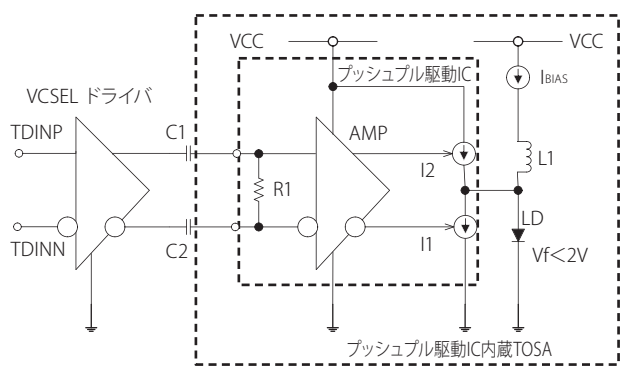 VCC
VCC
プッシュプル駆動IC
IBIAS
VCSEL ドライバ
TDINP
C1
AMP
L1
I2
R1
TDINN
C2
I1
LD
Vf<2V
プッシュプル駆動IC内蔵TOSA